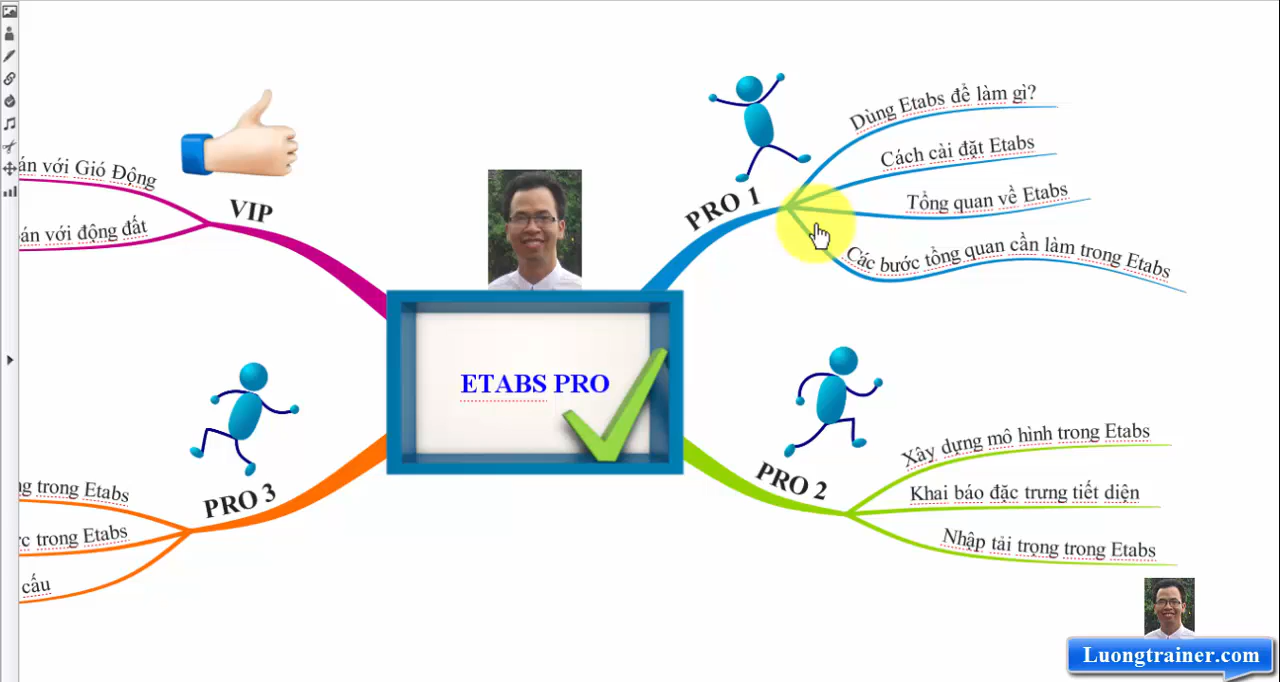 ETABS PRO
PRO 1
Dùng Etabs để làm gì?
Cách cài đặt Etabs
Tổng quan về Etabs
Các bước tổng quan cần làm trong Etabs
PRO 2
Xây dựng mô hình trong Etabs
Khai báo đặc trưng tiết diện
Nhập tải trọng trong Etabs
PRO 3
trong Etabs
trong Etabs
cấu
VIP
với Gió Động
với động đất
Luongtrainer.com